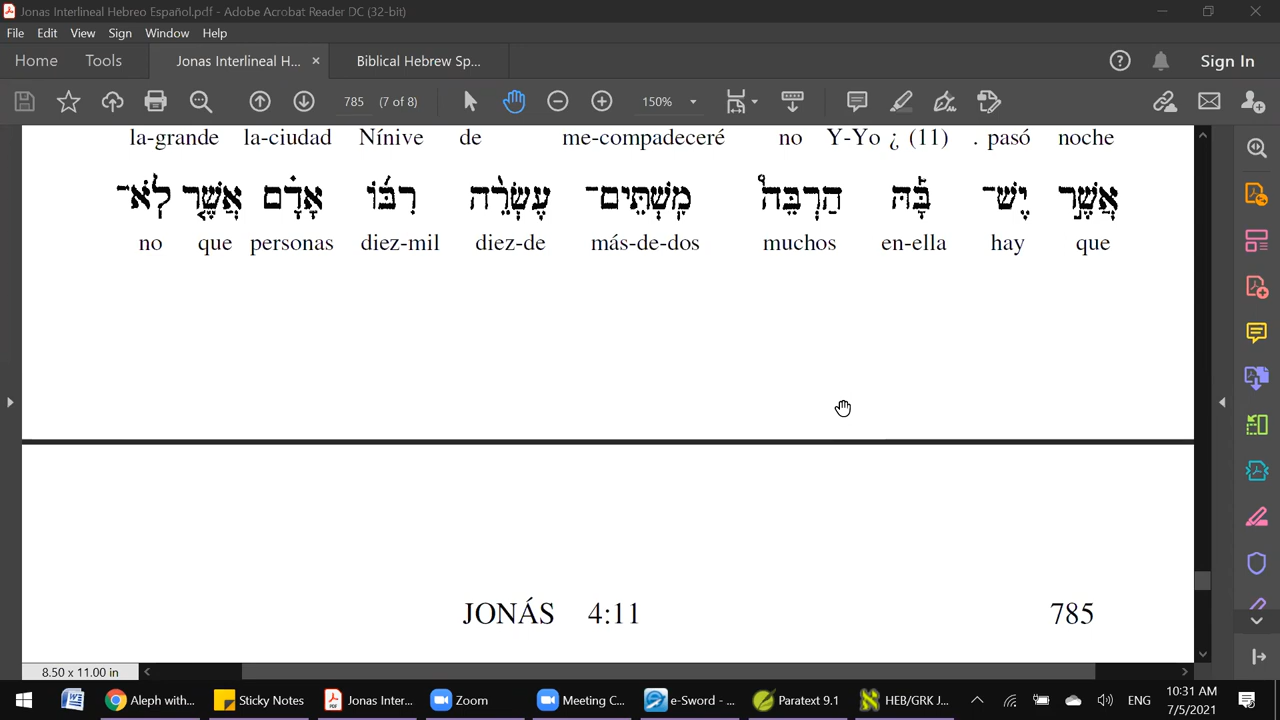 Jonas Interlineal Hebreo Español.pdf - Adobe Acrobat Reader DC (32-bit)
File Edit View Sign Window Help
Home Tools Jonas Interlineal H... × Biblical Hebrew Sp... Sign In
785 (7 of 8) 150%
la-grande la-ciudad Nínive de me-compadeceré no Y-Yo ¿ (11) . pasó noche
אֲשֶׁ֣ר יֶשׁ־ בָּ֡הּ הַרְבֵּה֩ מִֽשְׁתֵּים־ עֶשְׂרֵ֨ה רִבּ֜וֹ אָדָ֗ם אֲשֶׁ֤ר לֹֽא־
no que personas diez-mil diez-de más-de-dos muchos en-ella hay que
JONÁS 4:11 785
8.50 x 11.00 in
Aleph with... Sticky Notes Jonas Inter... Zoom Meeting C... e-Sword - ... Paratext 9.1 HEB/GRK J... ENG 10:31 AM
7/5/2021